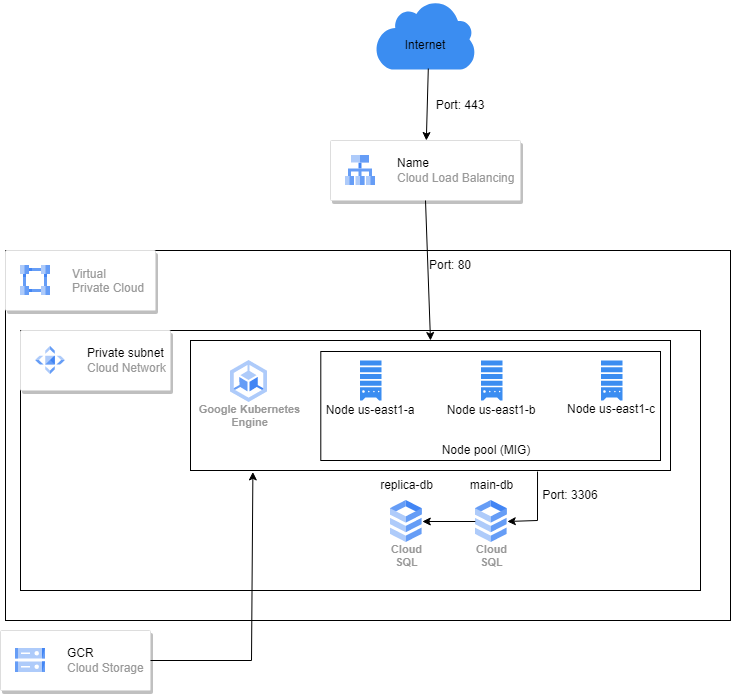 Internet
Port: 443
Name
Cloud Load Balancing
Port: 80
Virtual
Private Cloud
Private subnet
Cloud Network
Google Kubernetes
Engine
Node us-east1-a
Node us-east1-b
Node us-east1-c
Node pool (MIG)
replica-db
main-db
Port: 3306
Cloud
SQL
Cloud
SQL
GCR
Cloud Storage